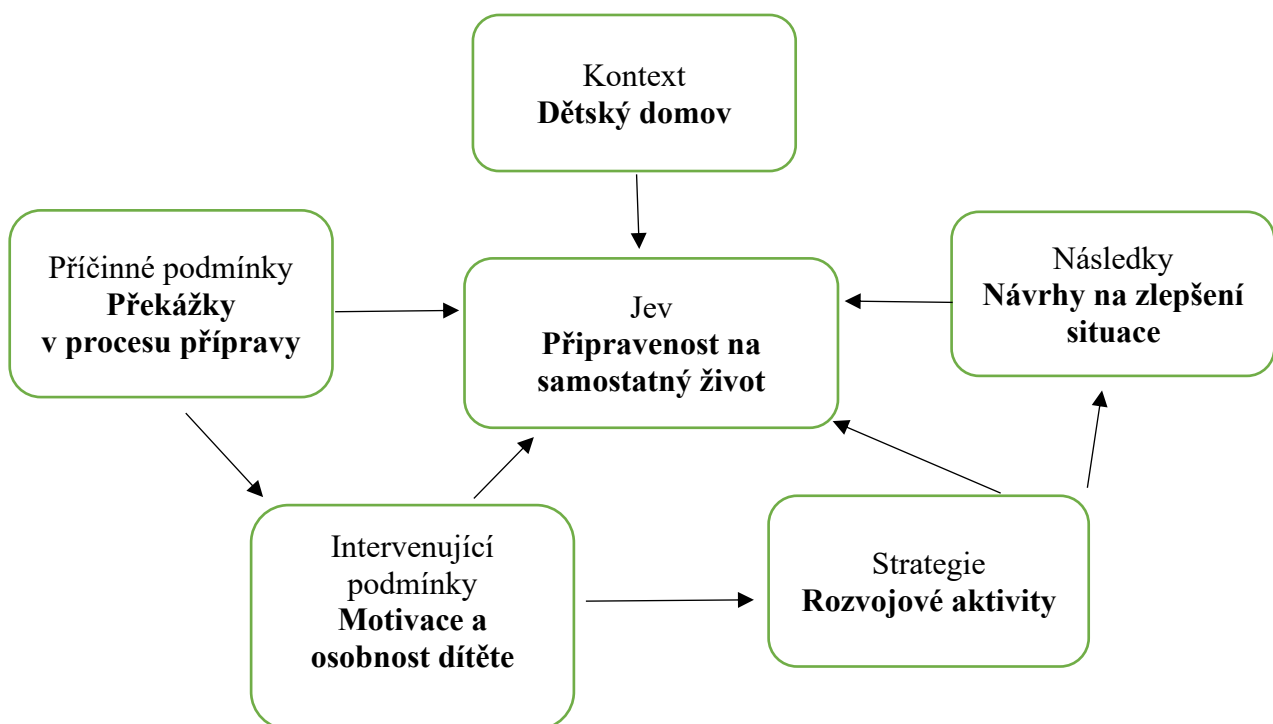 Kontext
Dětský domov
Příčinné podmínky
Překážky
v procesu přípravy
Jev
Připravenost na
samostatný život
Následky
Návrhy na zlepšení
situace
Intervenující
podmínky
Motivace a
osobnost dítěte
Strategie
Rozvojové aktivity